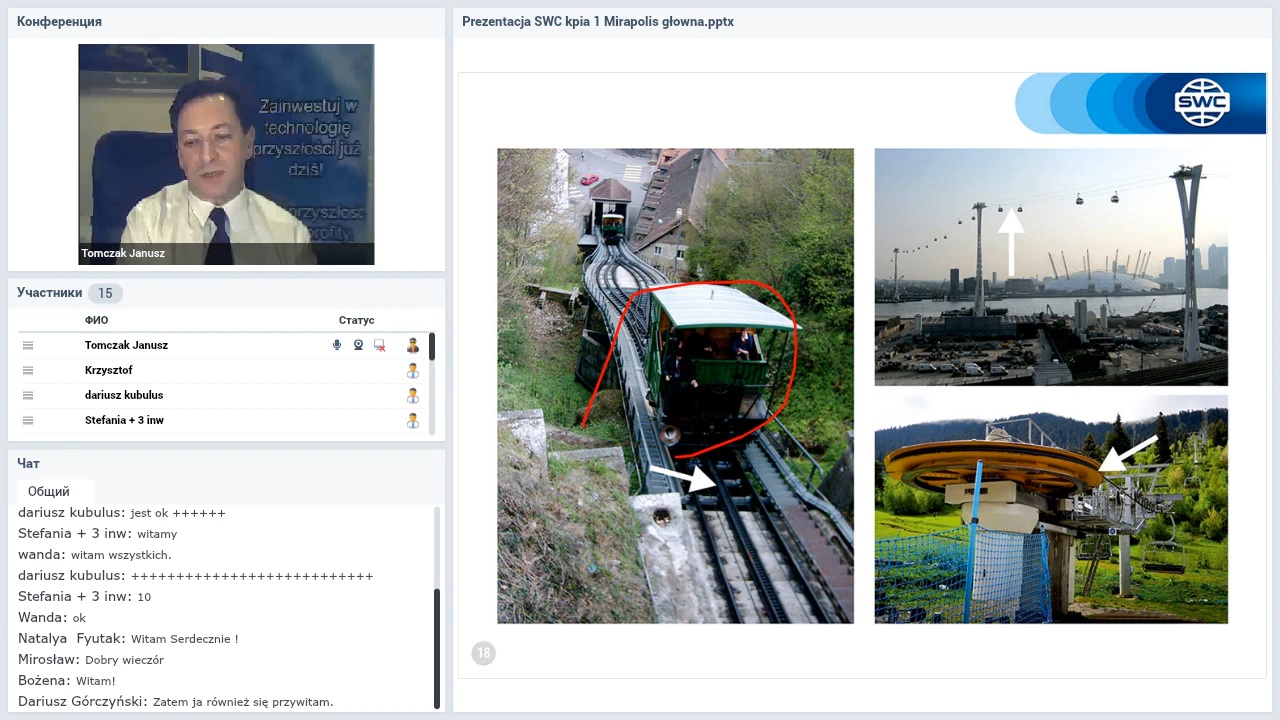 Конференция
Zainwestuj w
technologię
przyszłości już
dziś!
przyszłość
profity.
Tomczak Janusz
Участники 15
ФИО Статус
Tomczak Janusz
Krzysztof
dariusz kubulus
Stefania + 3 inw
Чат
Общий
dariusz kubulus: jest ok ++++++
Stefania + 3 inw: witamy
wanda: witam wszystkich.
dariusz kubulus: +++++++++++++++++++++++++++
Stefania + 3 inw: 10
Wanda: ok
Natalya Fyutak: Witam Serdecznie !
Mirosław: Dobry wieczór
Bożena: Witam!
Dariusz Górczyński: Zatem ja również się przywitam.
Prezentacja SWC kpia 1 Mirapolis głowna.pptx
SWC
18